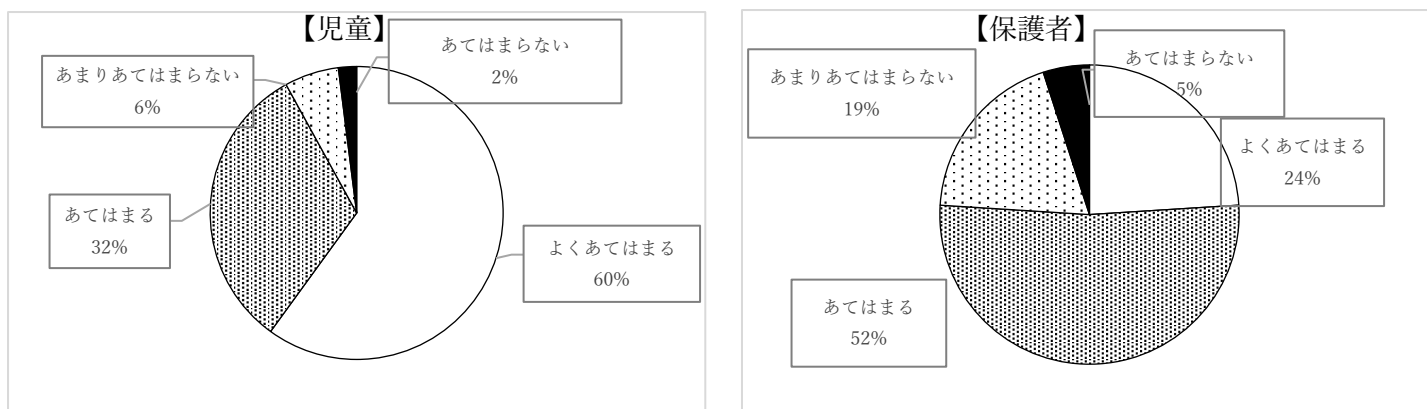 【児童】
あてはまらない
2%
あまりあてはまらない
6%
あてはまる
32%
よくあてはまる
60%
【保護者】
あてはまらない
5%
あまりあてはまらない
19%
よくあてはまる
24%
あてはまる
52%